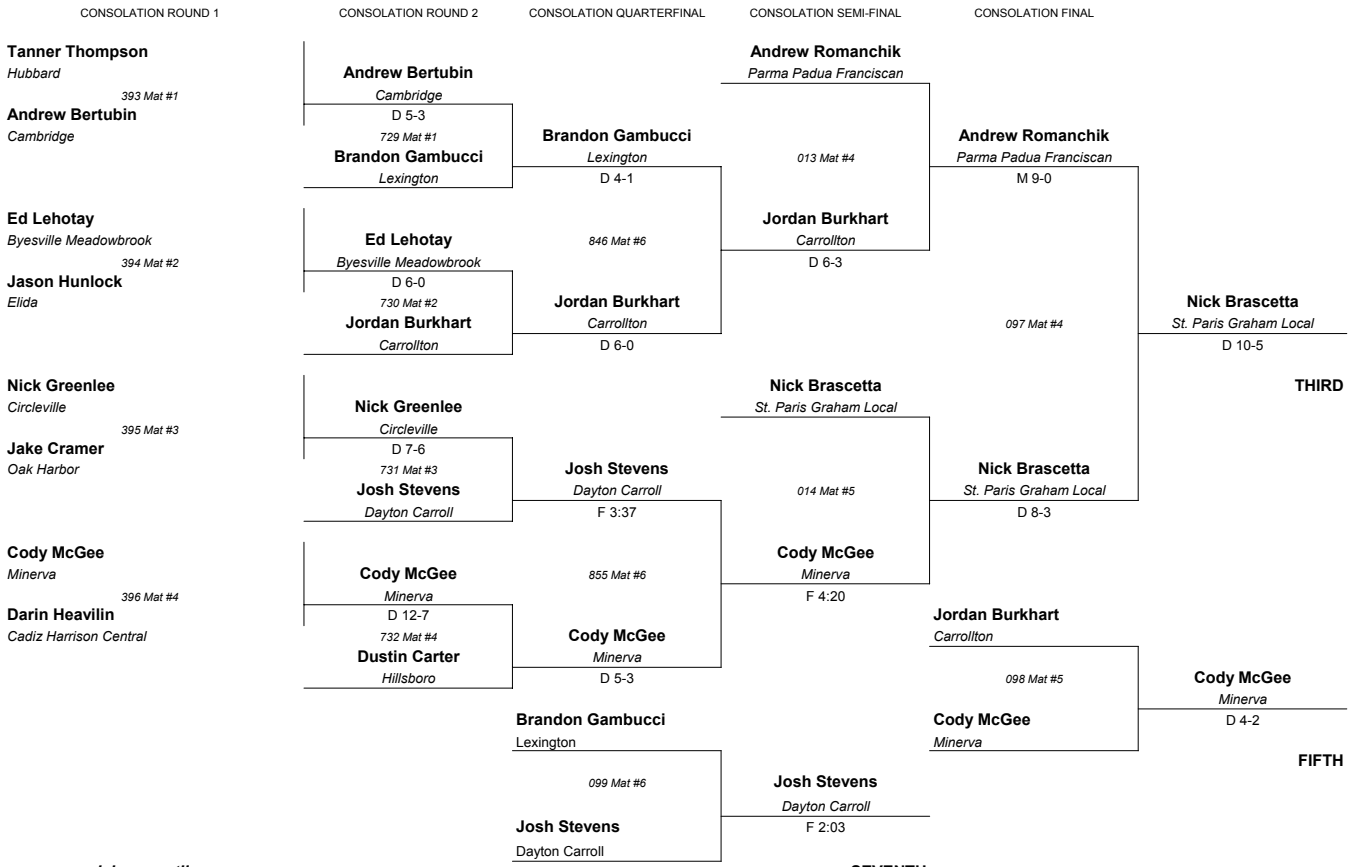 CONSOLATION ROUND 1
CONSOLATION ROUND 2
CONSOLATION QUARTERFINAL
CONSOLATION SEMI-FINAL
CONSOLATION FINAL
Tanner Thompson
Hubbard
393 Mat #1
Andrew Bertubin
Cambridge
Ed Lehotay
Byesville Meadowbrook
394 Mat #2
Jason Hunlock
Elida
Nick Greenlee
Circleville
395 Mat #3
Jake Cramer
Oak Harbor
Cody McGee
Minerva
396 Mat #4
Darin Heavilin
Cadiz Harrison Central
Andrew Bertubin
Cambridge
D 5-3
729 Mat #1
Brandon Gambucci
Lexington
Ed Lehotay
Byesville Meadowbrook
D 6-0
730 Mat #2
Jordan Burkhart
Carrollton
Nick Greenlee
Circleville
D 7-6
731 Mat #3
Josh Stevens
Dayton Carroll
Cody McGee
Minerva
D 12-7
732 Mat #4
Dustin Carter
Hillsboro
Brandon Gambucci
Lexington
D 4-1
846 Mat #6
Jordan Burkhart
Carrollton
D 6-0
Josh Stevens
Dayton Carroll
F 3:37
855 Mat #6
Cody McGee
Minerva
D 5-3
Brandon Gambucci
Lexington
099 Mat #6
Josh Stevens
Dayton Carroll
Andrew Romanchik
Parma Padua Franciscan
013 Mat #4
Jordan Burkhart
Carrollton
D 6-3
Nick Brascetta
St. Paris Graham Local
014 Mat #5
Cody McGee
Minerva
F 4:20
Josh Stevens
Dayton Carroll
F 2:03
Andrew Romanchik
Parma Padua Franciscan
M 9-0
097 Mat #4
Nick Brascetta
St. Paris Graham Local
D 8-3
Jordan Burkhart
Carrollton
098 Mat #5
Cody McGee
Minerva
Nick Brascetta
St. Paris Graham Local
D 10-5
THIRD
Cody McGee
Minerva
D 4-2
FIFTH